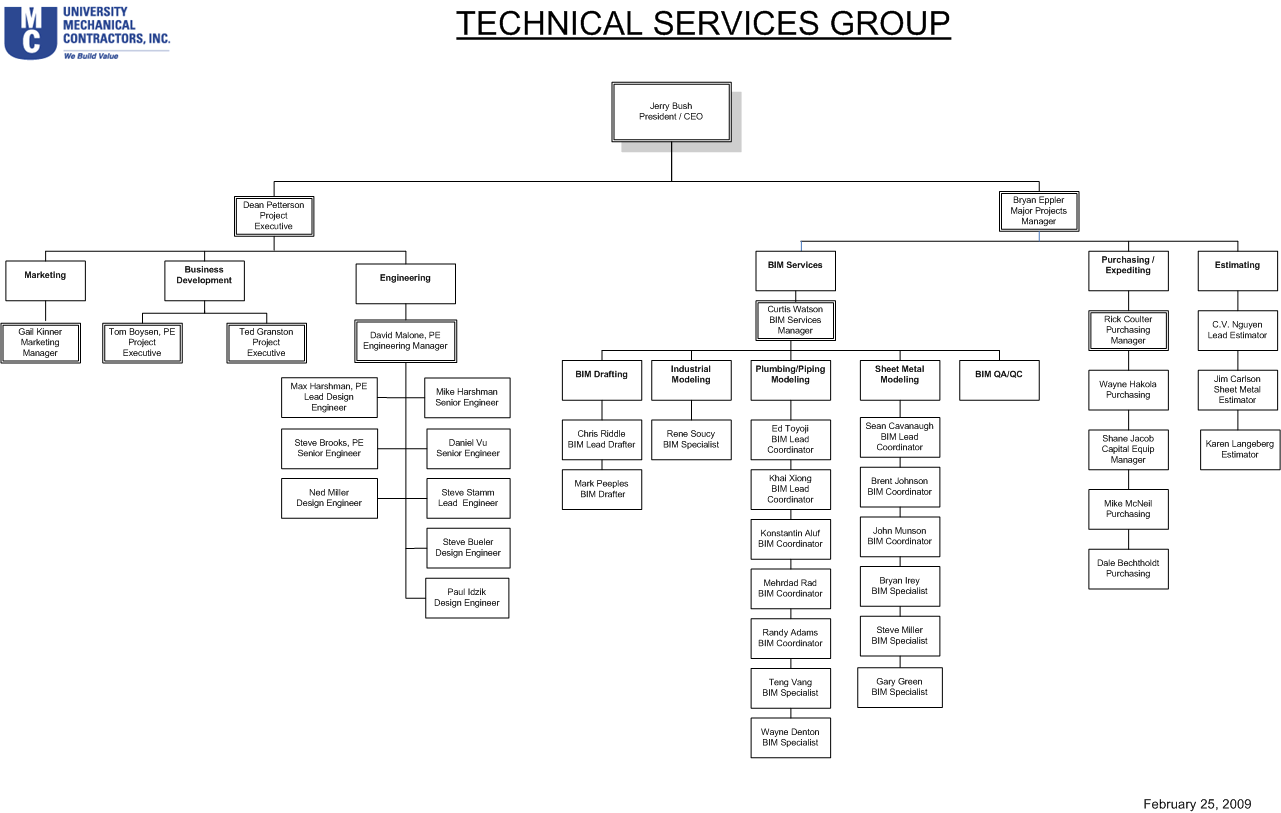 MC
UNIVERSITY
MECHANICAL
CONTRACTORS, INC.
We Build Value
TECHNICAL SERVICES GROUP
Jerry Bush
President / CEO
Dean Petterson
Project
Executive
Bryan Eppler
Major Projects
Manager
Marketing
Business
Development
Engineering
Gail Kinner
Marketing
Manager
Tom Boysen, PE
Project
Executive
Ted Granston
Project
Executive
David Malone, PE
Engineering Manager
Max Harshman, PE
Lead Design
Engineer
Mike Harshman
Senior Engineer
Steve Brooks, PE
Senior Engineer
Daniel Vu
Senior Engineer
Ned Miller
Design Engineer
Steve Stamm
Lead Engineer
Steve Bueler
Design Engineer
Paul Idzik
Design Engineer
BIM Services
Curtis Watson
BIM Services
Manager
BIM Drafting
Chris Riddle
BIM Lead Drafter
Mark Peeples
BIM Drafter
Industrial
Modeling
Rene Soucy
BIM Specialist
Plumbing/Piping
Modeling
Ed Toyoji
BIM Lead
Coordinator
Khai Xiong
BIM Lead
Coordinator
Konstantin Aluf
BIM Coordinator
Mehrdad Rad
BIM Coordinator
Randy Adams
BIM Coordinator
Teng Vang
BIM Specialist
Wayne Denton
BIM Specialist
Sheet Metal
Modeling
Sean Cavanaugh
BIM Lead
Coordinator
Brent Johnson
BIM Coordinator
John Munson
BIM Coordinator
Bryan Irey
BIM Specialist
Steve Miller
BIM Specialist
Gary Green
BIM Specialist
BIM QA/QC
Purchasing /
Expediting
Rick Coulter
Purchasing
Manager
Wayne Hakola
Purchasing
Shane Jacob
Capital Equip
Manager
Mike McNeil
Purchasing
Dale Bechtholdt
Purchasing
Estimating
C.V. Nguyen
Lead Estimator
Jim Carlson
Sheet Metal
Estimator
Karen Langeberg
Estimator
February 25, 2009